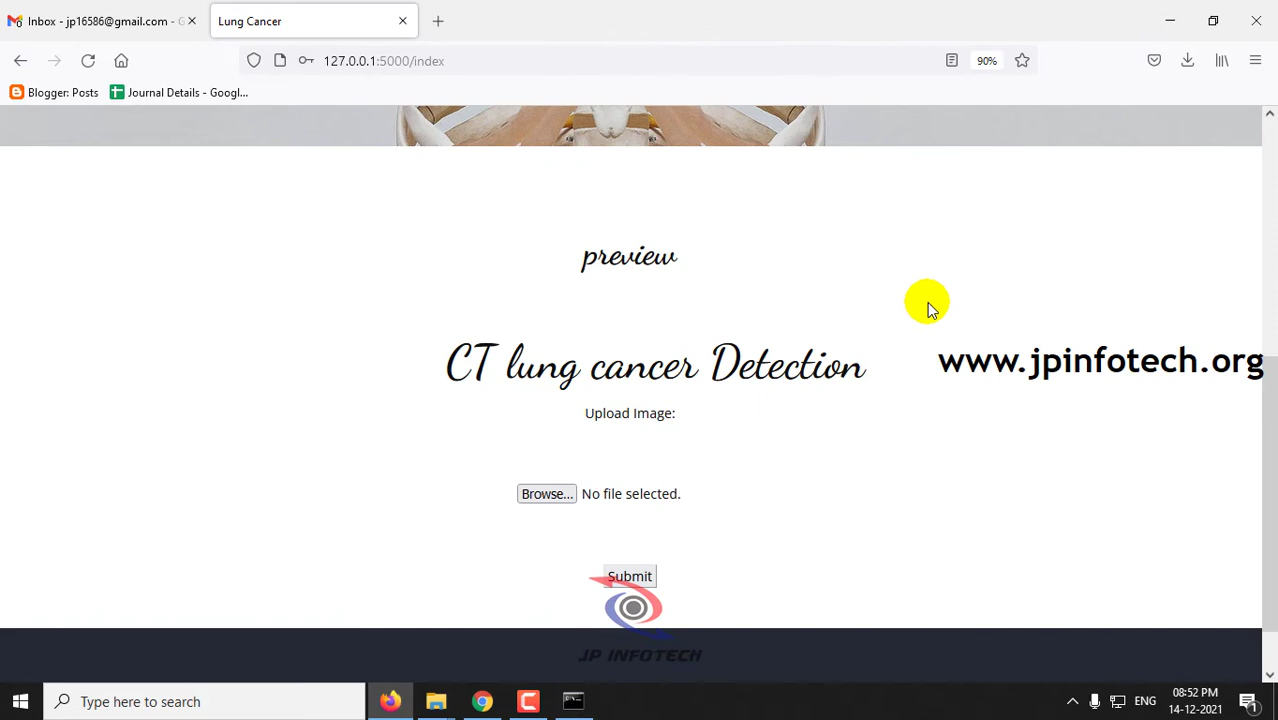 Inbox - jp16586@gmail.com - G
Lung Cancer
127.0.0.1:5000/index
90%
Blogger: Posts
Journal Details - Googl...
preview
CT lung cancer Detection
www.jpinfotech.org
Upload Image:
Browse... No file selected.
Submit
JP INFOTECH
Type here to search
ENG
08:52 PM
14-12-2021
1